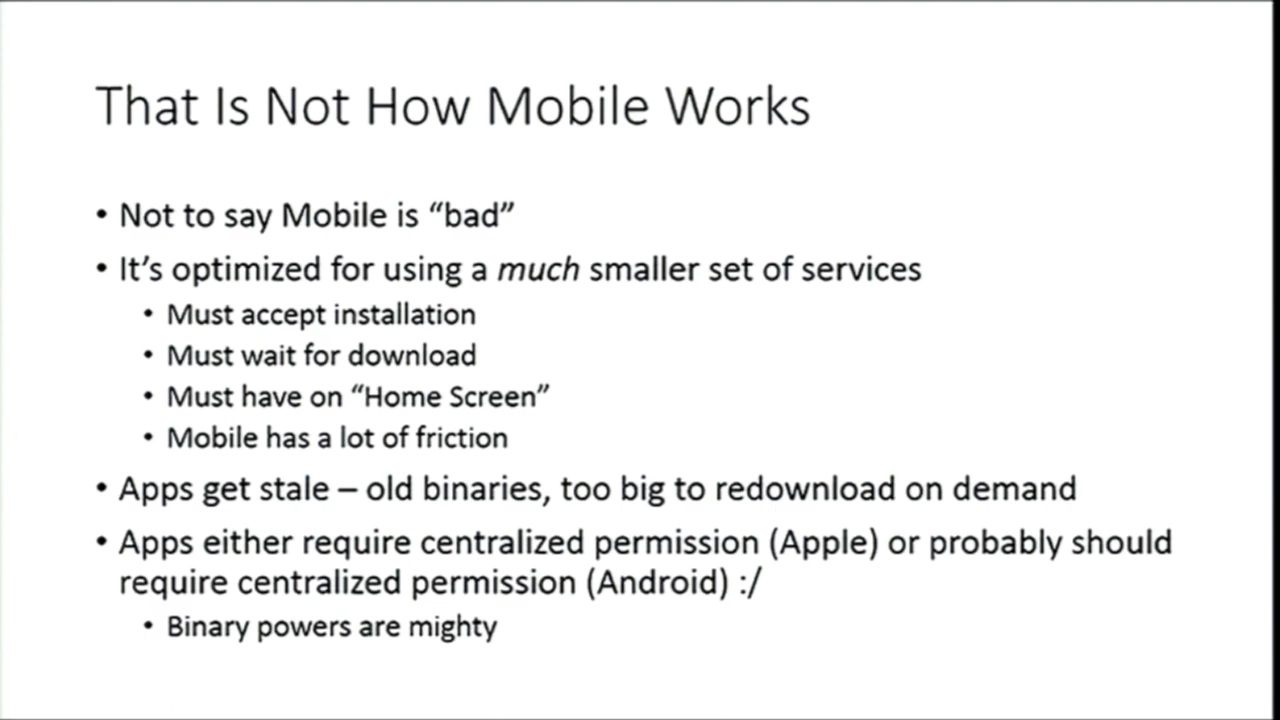 That Is Not How Mobile Works
• Not to say Mobile is “bad”
• It’s optimized for using a much smaller set of services
• Must accept installation
• Must wait for download
• Must have on “Home Screen”
• Mobile has a lot of friction
• Apps get stale – old binaries, too big to redownload on demand
• Apps either require centralized permission (Apple) or probably should
require centralized permission (Android) :/
• Binary powers are mighty